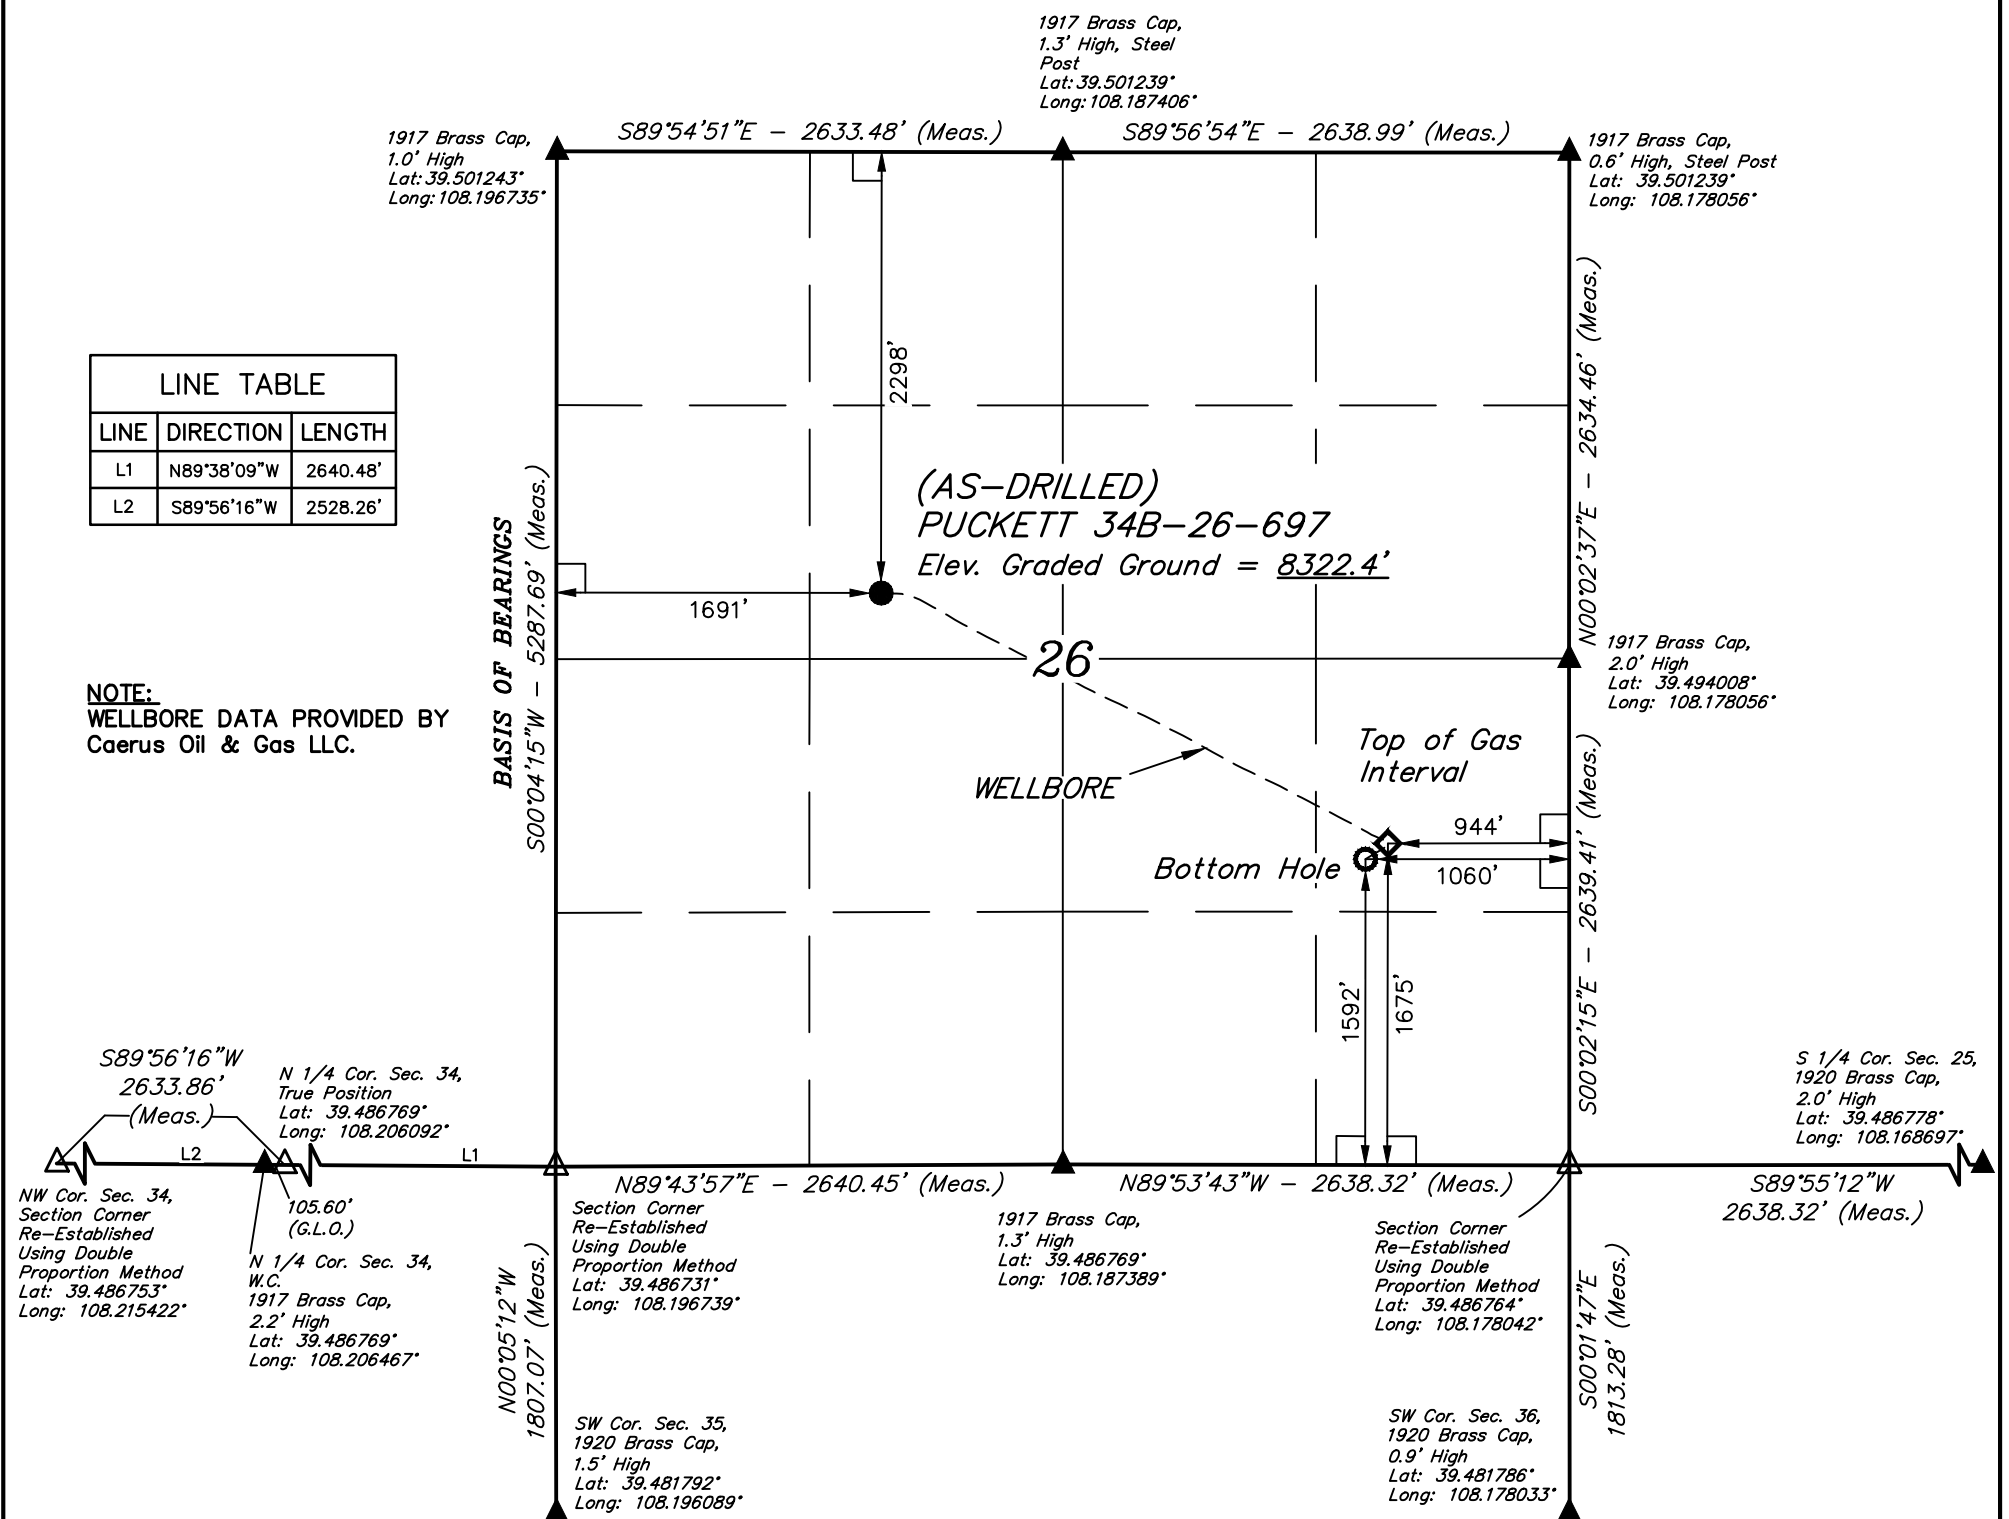 1917 Brass Cap,
1.3' High, Steel
Post
Lat: 39.501239°
Long: 108.187406°
1917 Brass Cap,
1.0' High
Lat: 39.501243°
Long: 108.196735°
S89°54'51"E – 2633.48' (Meas.)
S89°56'54"E – 2638.99' (Meas.)
1917 Brass Cap,
0.6' High, Steel Post
Lat: 39.501239°
Long: 108.178056°
LINE TABLE
LINE DIRECTION LENGTH
L1 N89°38'09"W 2640.48'
L2 S89°56'16"W 2528.26'
2298'
N00°02'37"E – 2634.46' (Meas.)
(AS–DRILLED)
PUCKETT 34B–26–697
Elev. Graded Ground = 8322.4'
BASIS OF BEARINGS
S00°04'15"W – 5287.69' (Meas.)
1691'
26
1917 Brass Cap,
2.0' High
Lat: 39.494008°
Long: 108.178056°
NOTE:
WELLBORE DATA PROVIDED BY
Caerus Oil & Gas LLC.
Top of Gas
Interval
WELLBORE
944'
Bottom Hole
1060'
S00°02'15"E – 2639.41' (Meas.)
1592'
1675'
S89°56'16"W
2633.86'
(Meas.)
N 1/4 Cor. Sec. 34,
True Position
Lat: 39.486769°
Long: 108.206092°
S 1/4 Cor. Sec. 25,
1920 Brass Cap,
2.0' High
Lat: 39.486778°
Long: 108.168697°
L2
L1
N89°43'57"E – 2640.45' (Meas.)
N89°53'43"W – 2638.32' (Meas.)
S89°55'12"W
2638.32' (Meas.)
NW Cor. Sec. 34,
Section Corner
Re–Established
Using Double
Proportion Method
Lat: 39.486753°
Long: 108.215422°
105.60'
(G.L.O.)
N 1/4 Cor. Sec. 34,
W.C.
1917 Brass Cap,
2.2' High
Lat: 39.486769°
Long: 108.206467°
Section Corner
Re–Established
Using Double
Proportion Method
Lat: 39.486731°
Long: 108.196739°
1917 Brass Cap,
1.3' High
Lat: 39.486769°
Long: 108.187389°
Section Corner
Re–Established
Using Double
Proportion Method
Lat: 39.486764°
Long: 108.178042°
N00°05'12"W
1807.07' (Meas.)
S00°01'47"E
1813.28' (Meas.)
SW Cor. Sec. 35,
1920 Brass Cap,
1.5' High
Lat: 39.481792°
Long: 108.196089°
SW Cor. Sec. 36,
1920 Brass Cap,
0.9' High
Lat: 39.481786°
Long: 108.178033°